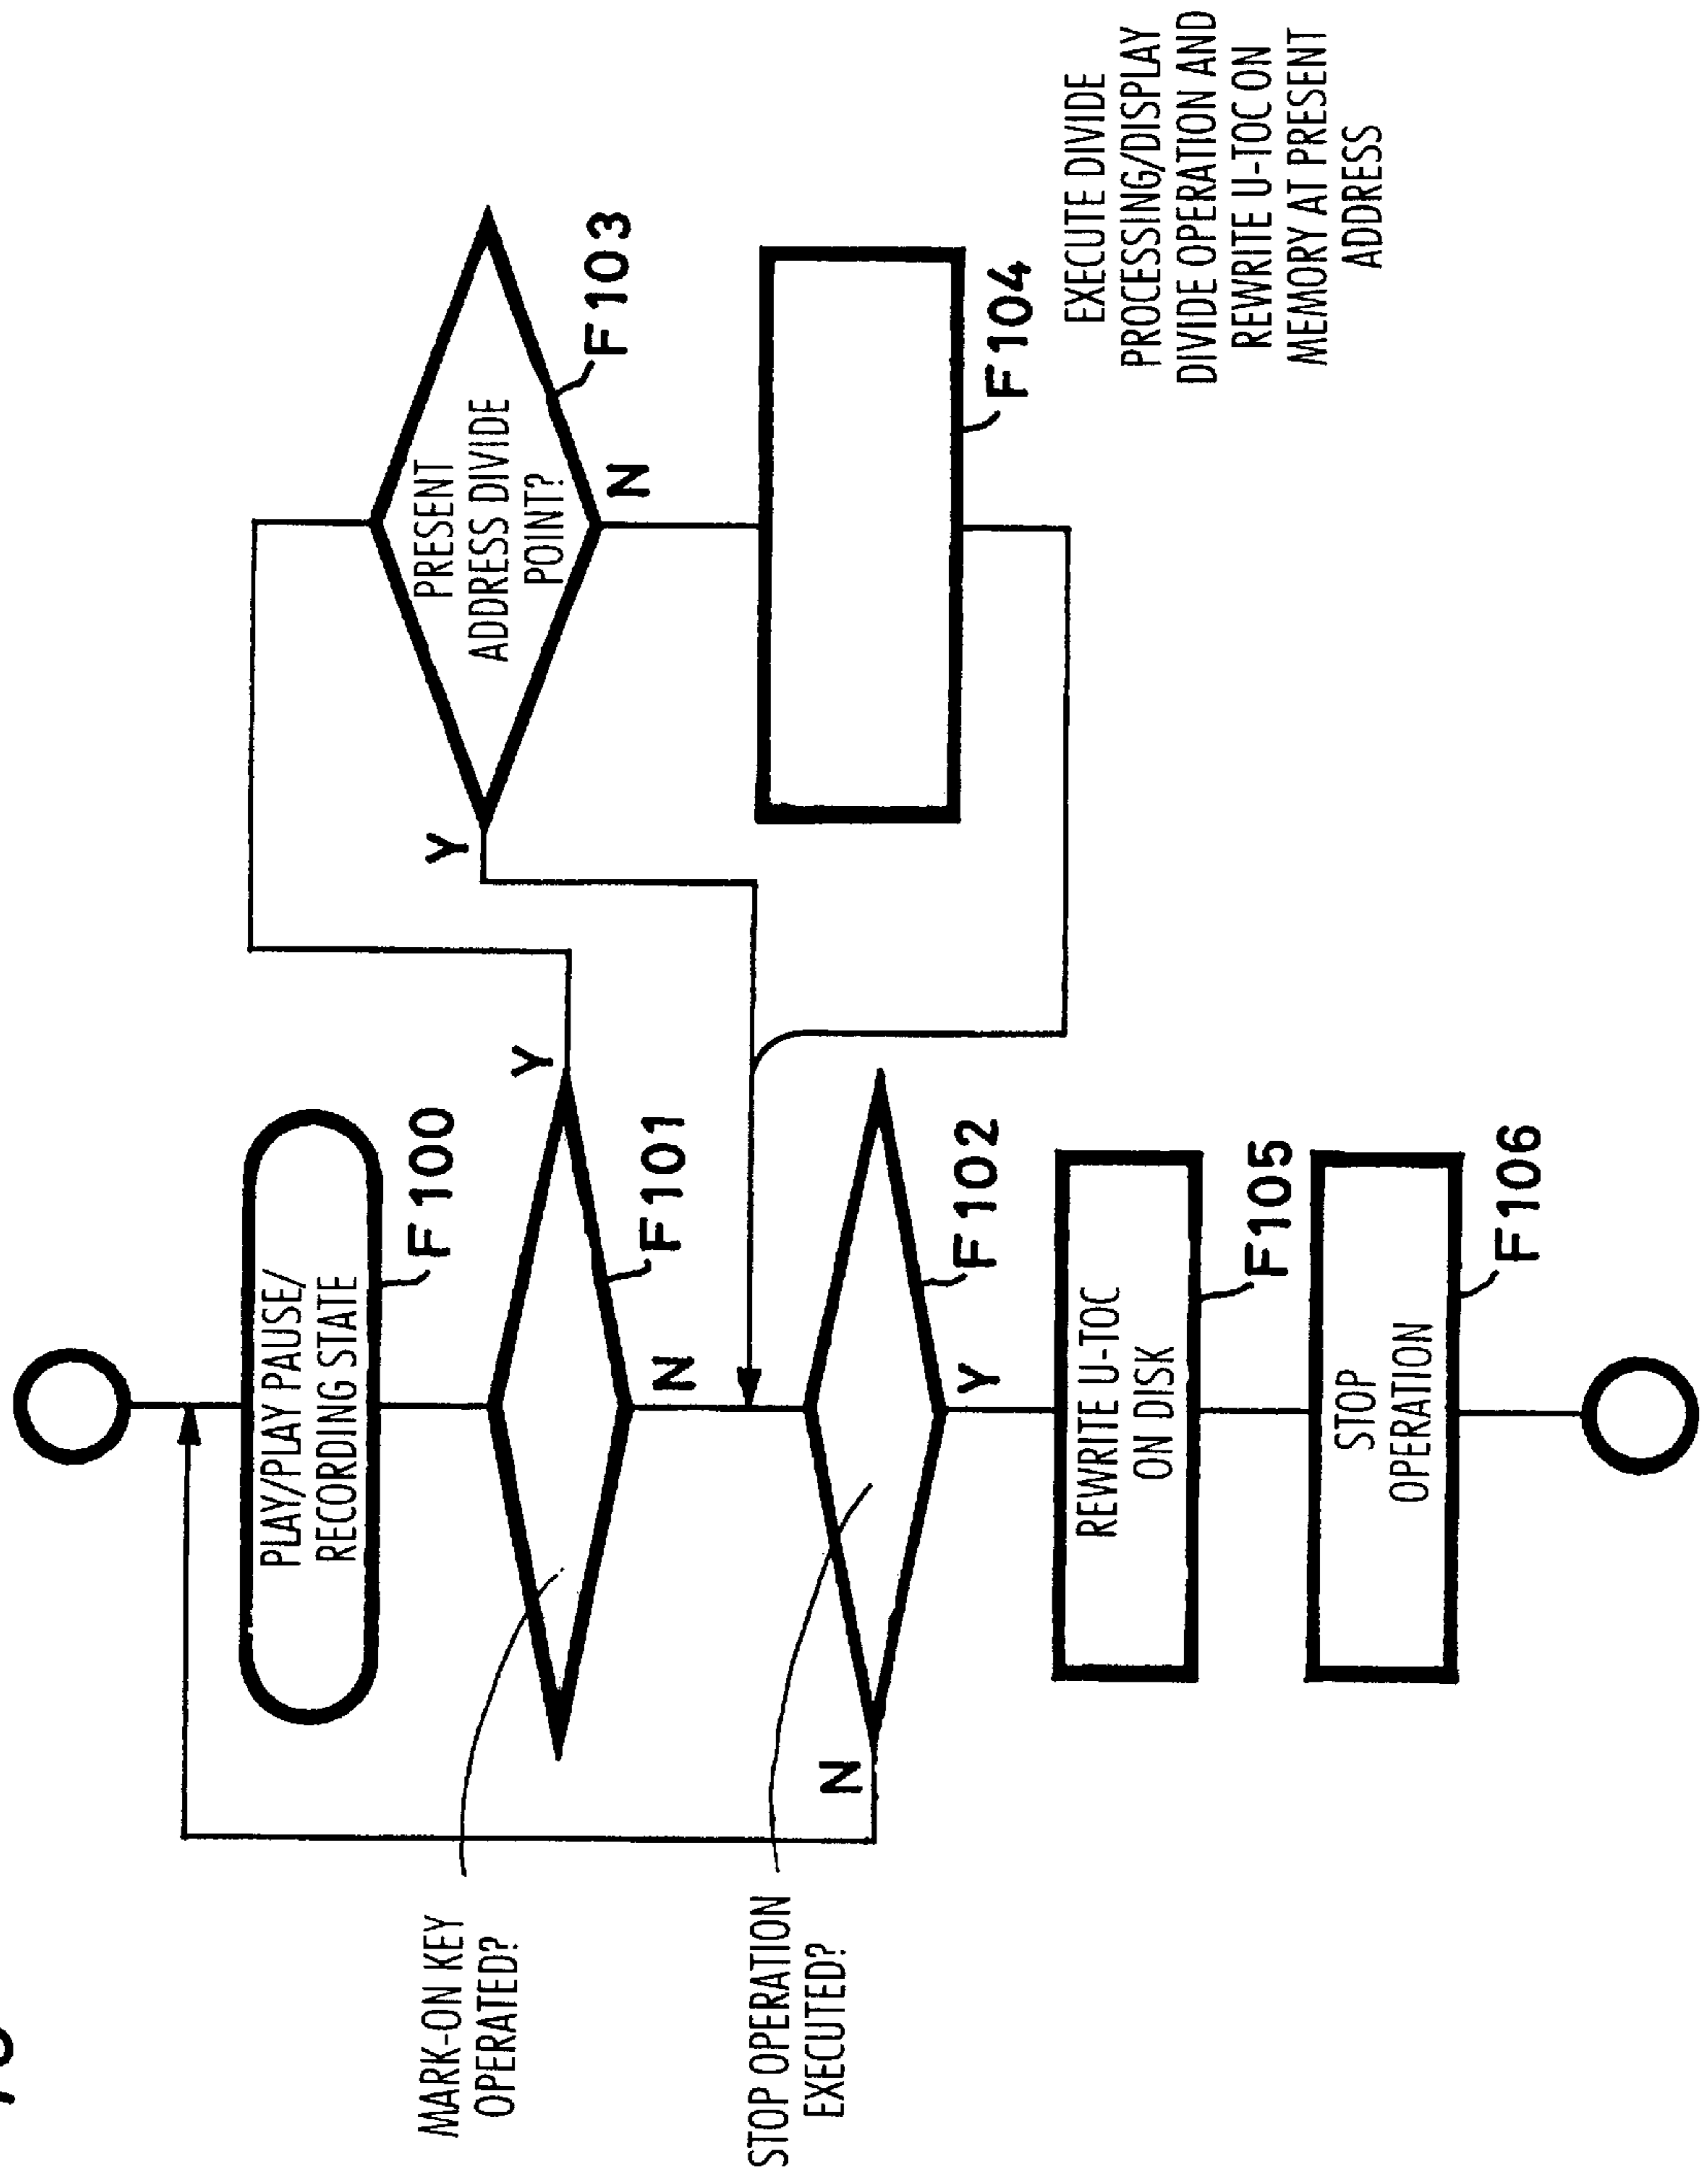 PLAY/PLAY PAUSE/
RECORDING STATE
F100
MARK-ON KEY
OPERATED?
Y
F101
N
STOP OPERATION
EXECUTED?
N
F102
Y
REWRITE U-TOC
ON DISK
F105
STOP
OPERATION
F106
PRESENT
ADDRESS DIVIDE
POINT?
Y
F103
N
F104
EXECUTE DIVIDE
PROCESSING/DISPLAY
DIVIDE OPERATION AND
REWRITE U-TOC ON
MEMORY AT PRESENT
ADDRESS